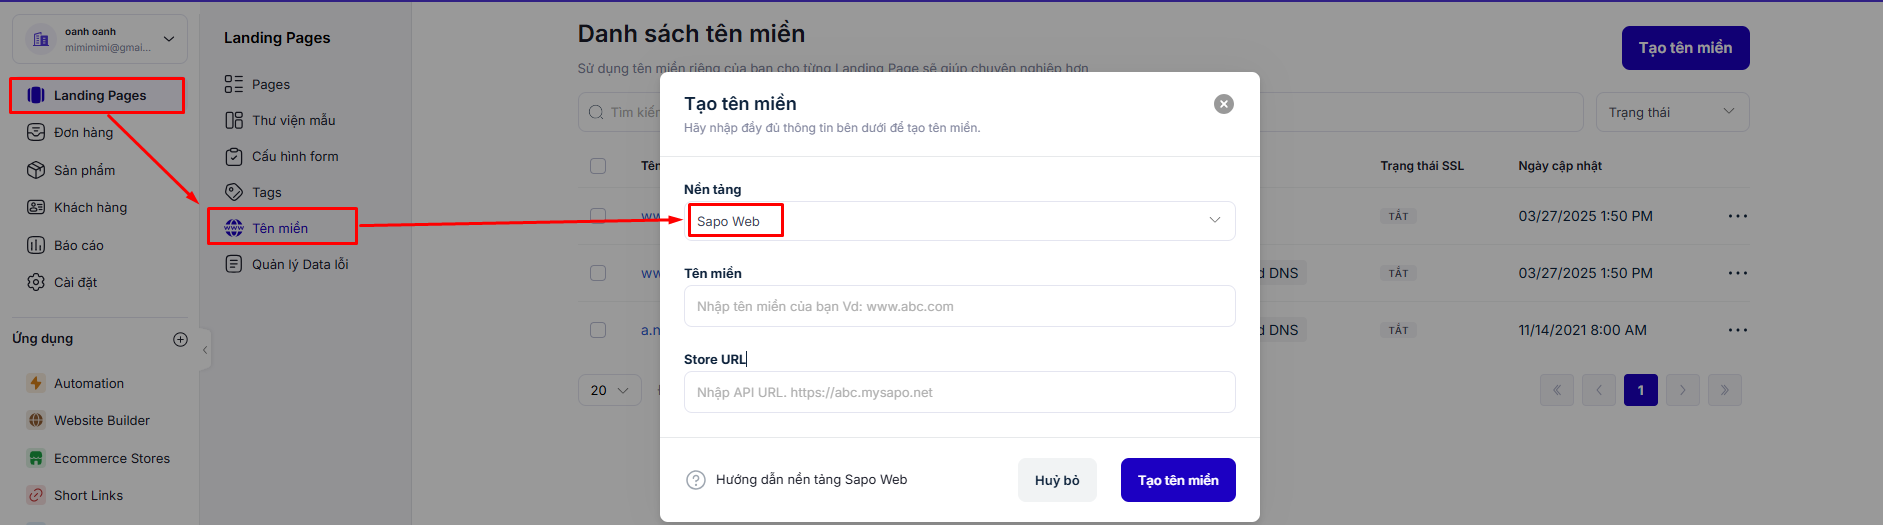 oanh oanh
mimimimi@gmai...
Landing Pages
Đơn hàng
Sản phẩm
Khách hàng
Báo cáo
Cài đặt
Ứng dụng
Automation
Website Builder
Ecommerce Stores
Short Links
Landing Pages
Pages
Thư viện mẫu
Cấu hình form
Tags
Tên miền
Quản lý Data lỗi
Danh sách tên miền
Tạo tên miền
Sử dụng tên miền riêng của bạn cho từng Landing Page sẽ giúp chuyên nghiệp hơn
Tìm kiế
Trạng thái
Tên
Trạng thái SSL
Ngày cập nhật
ww
TẮT
03/27/2025 1:50 PM
ww
d DNS
TẮT
03/27/2025 1:50 PM
a.n
d DNS
TẮT
11/14/2021 8:00 AM
20
1
Tạo tên miền
Hãy nhập đầy đủ thông tin bên dưới để tạo tên miền.
Nền tảng
Sapo Web
Tên miền
Nhập tên miền của bạn Vd: www.abc.com
Store URL
Nhập API URL. https://abc.mysapo.net
Hướng dẫn nền tảng Sapo Web
Huỷ bỏ
Tạo tên miền